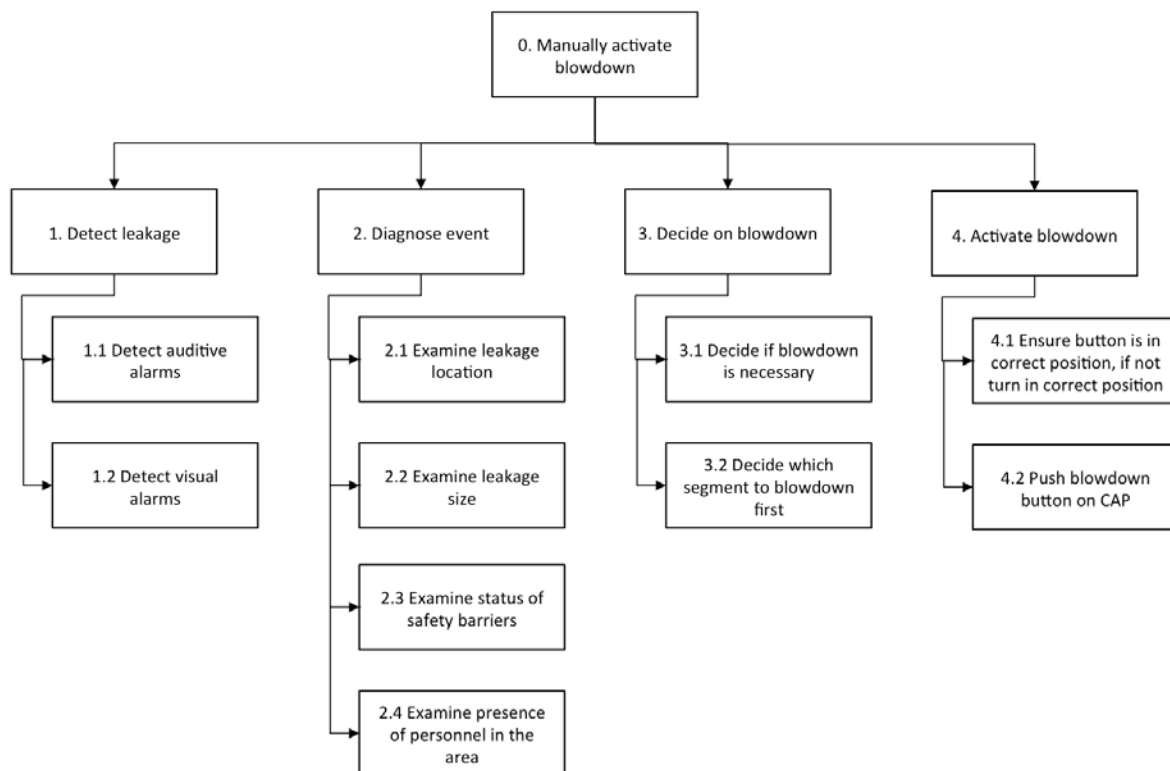 0. Manually activate
blowdown
1. Detect leakage
2. Diagnose event
3. Decide on blowdown
4. Activate blowdown
1.1 Detect auditive
alarms
2.1 Examine leakage
location
3.1 Decide if blowdown
is necessary
4.1 Ensure button is in
correct position, if not
turn in correct position
1.2 Detect visual
alarms
2.2 Examine leakage
size
3.2 Decide which
segment to blowdown
first
4.2 Push blowdown
button on CAP
2.3 Examine status of
safety barriers
2.4 Examine presence
of personnel in the
area